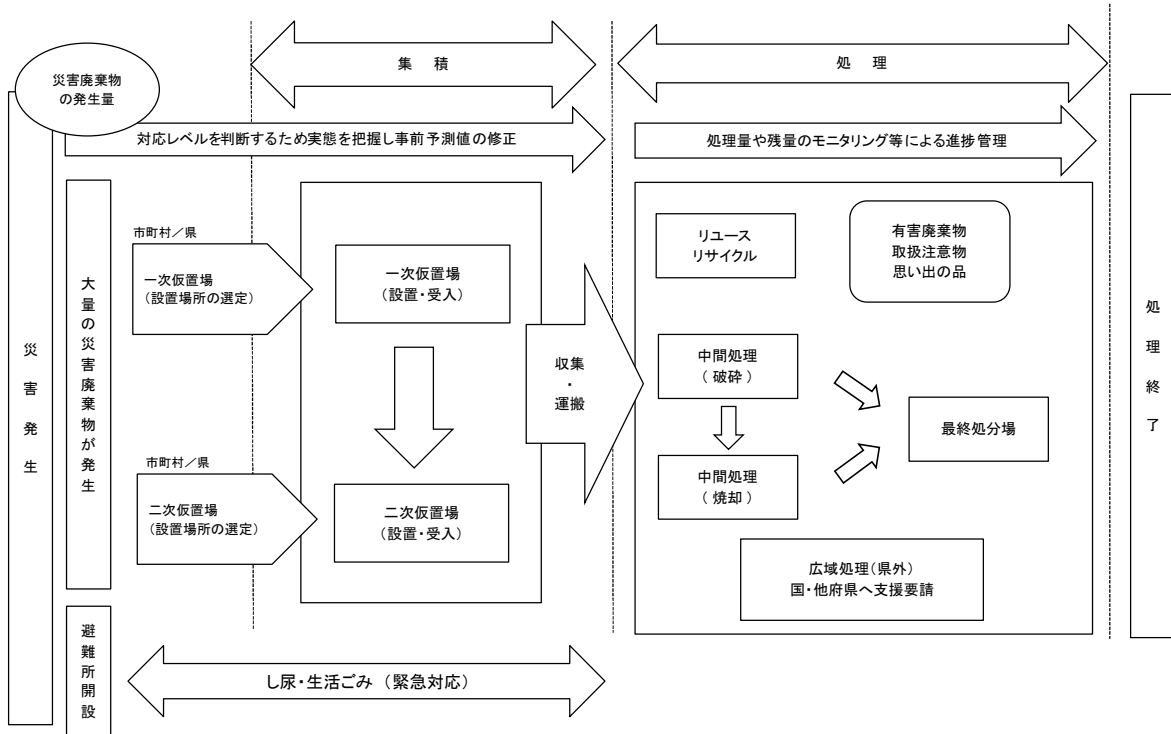 集　積
処　理
災害廃棄物
の発生量
対応レベルを判断するため実態を把握し事前予測値の修正
処理量や残量のモニタリング等による進捗管理
災害発生
大量の災害廃棄物が発生
避難所開設
市町村／県
一次仮置場
（設置場所の選定）
市町村／県
二次仮置場
（設置場所の選定）
一次仮置場
（設置・受入）
二次仮置場
（設置・受入）
収集
・
運搬
リユース
リサイクル
有害廃棄物
取扱注意物
思い出の品
中間処理
（ 破砕 ）
中間処理
（ 焼却 ）
最終処分場
広域処理（県外）
国・他府県へ支援要請
し尿・生活ごみ （緊急対応）
処理終了